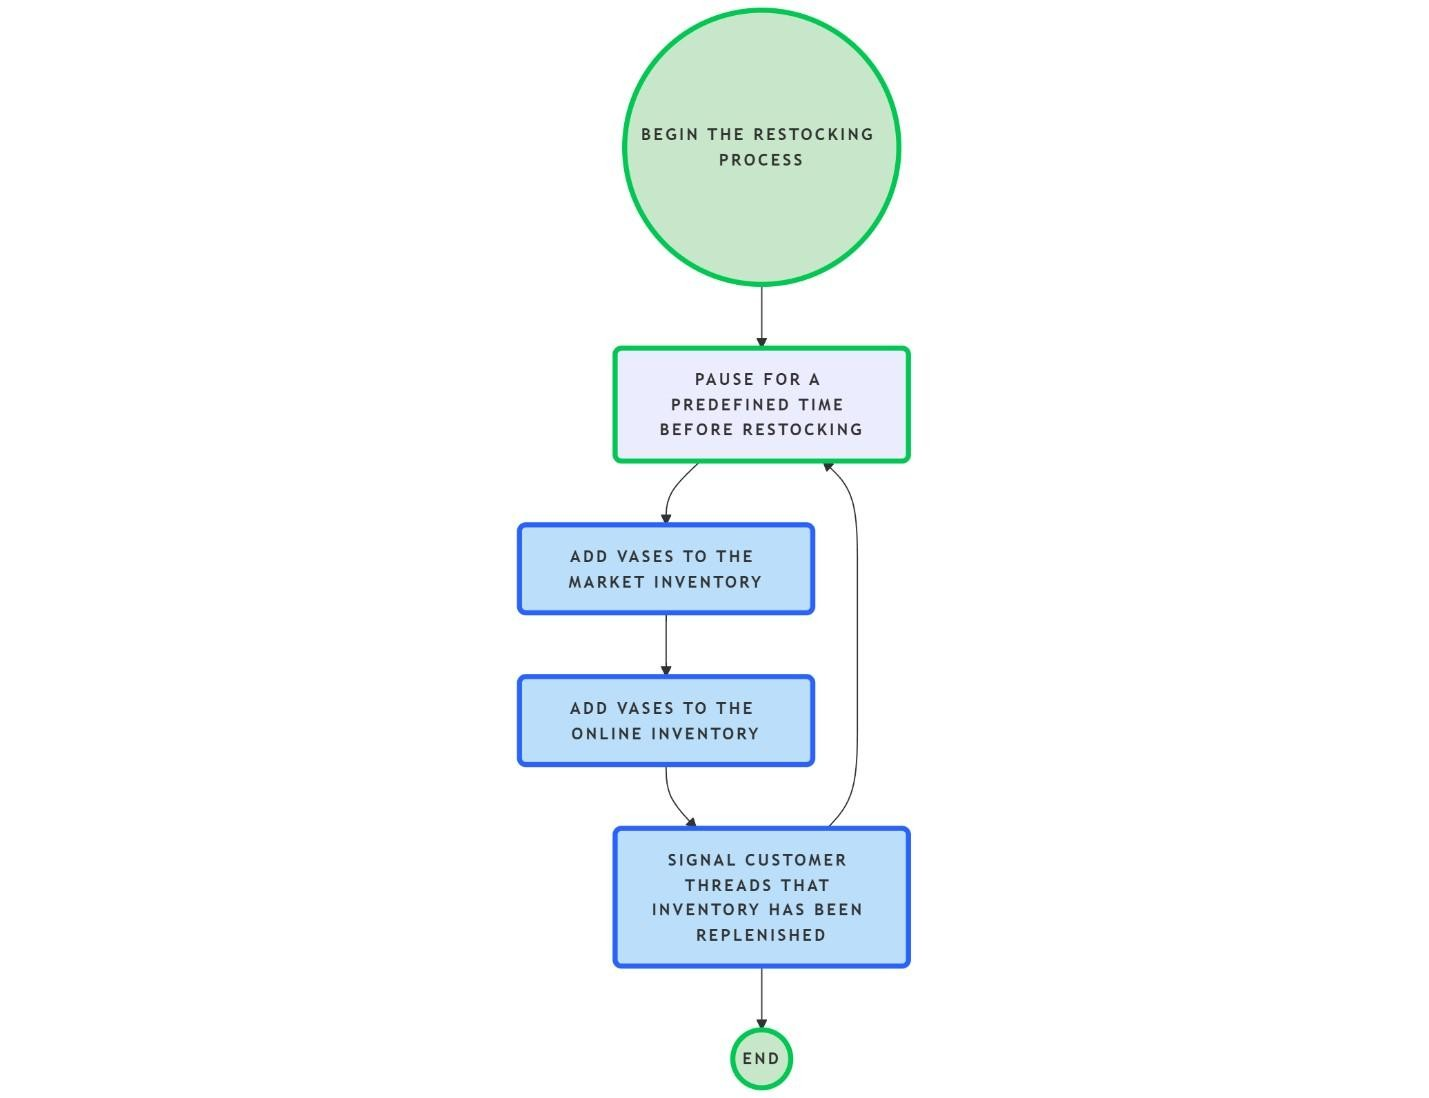 BEGIN THE RESTOCKING
PROCESS
PAUSE FOR A
PREDEFINED TIME
BEFORE RESTOCKING
ADD VASES TO THE
MARKET INVENTORY
ADD VASES TO THE
ONLINE INVENTORY
SIGNAL CUSTOMER
THREADS THAT
INVENTORY HAS BEEN
REPLENISHED
END